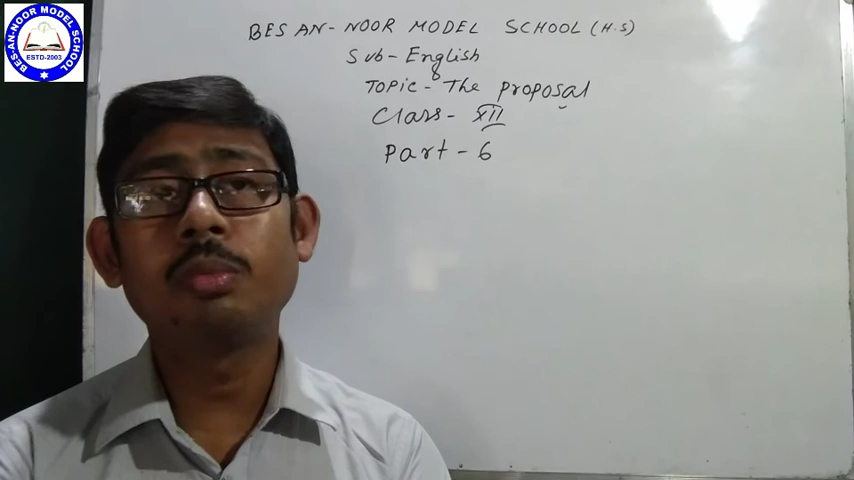 BES AN-NOOR MODEL SCHOOL (H.S)
Sub- English
Topic- The proposal
Class- XII
Part - 6
BES-AN-NOOR MODEL SCHOOL
ESTD-2003